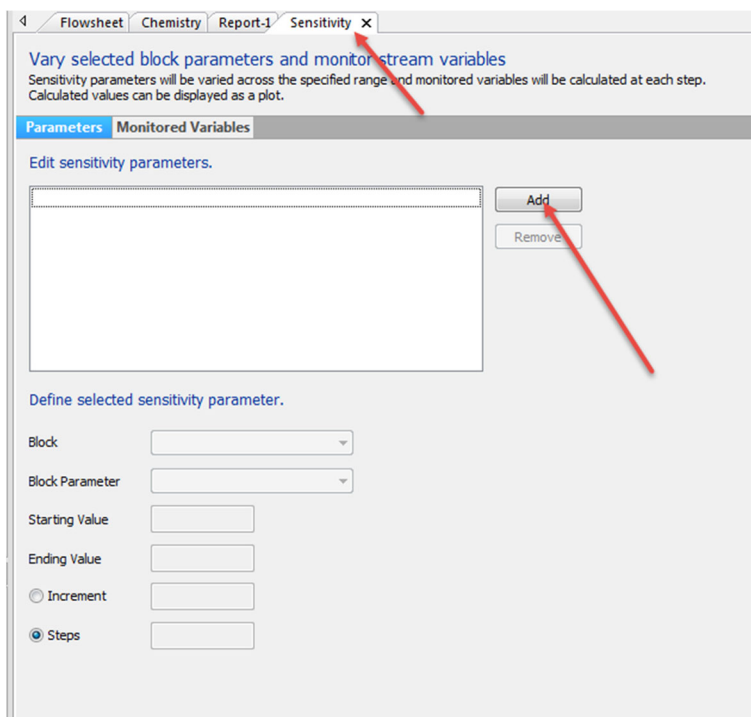 Flowsheet Chemistry Report-1 Sensitivity
Vary selected block parameters and monitor stream variables
Sensitivity parameters will be varied across the specified range and monitored variables will be calculated at each step.
Calculated values can be displayed as a plot.
Parameters Monitored Variables
Edit sensitivity parameters.
Add
Remove
Define selected sensitivity parameter.
Block
Block Parameter
Starting Value
Ending Value
Increment
Steps